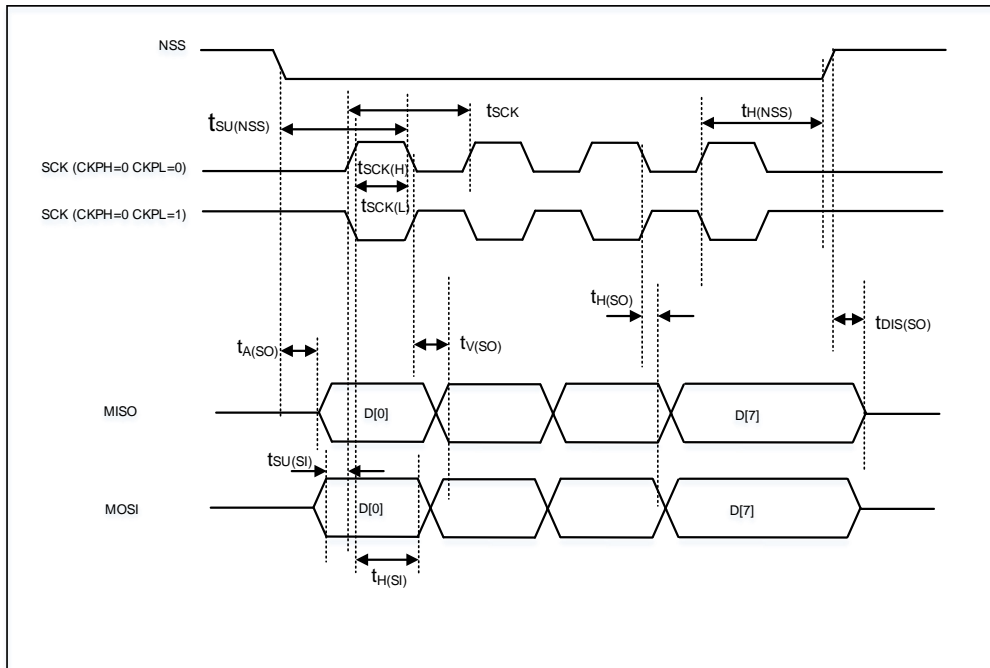 NSS
tSCK
tH(NSS)
tSU(NSS)
SCK (CKPH=0 CKPL=0)
tSCK(H)
tSCK(L)
SCK (CKPH=0 CKPL=1)
tH(SO)
tDIS(SO)
tA(SO)
tV(SO)
MISO
D[0]
D[7]
tSU(SI)
MOSI
D[0]
D[7]
tH(SI)